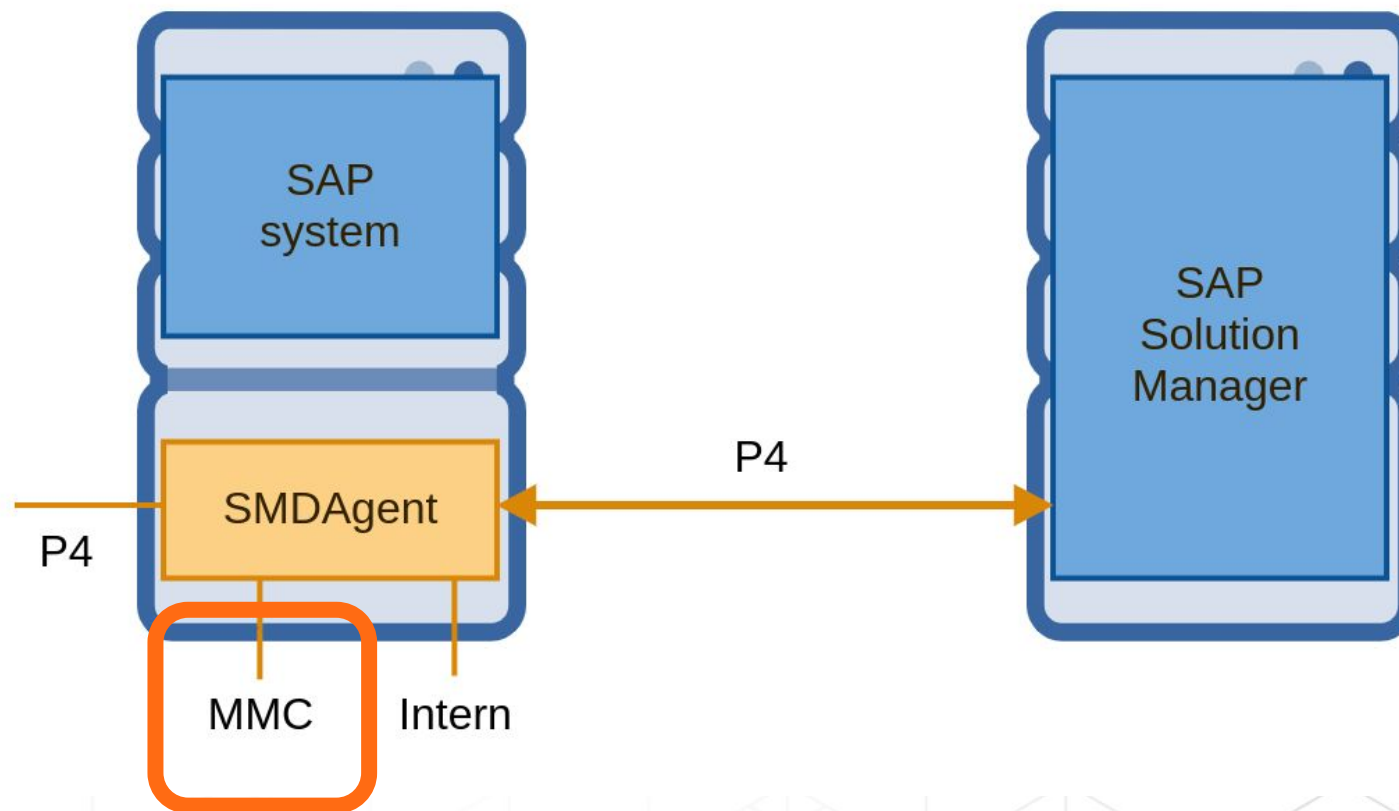 SAP
system
SAP
Solution
Manager
P4
SMDAgent
P4
MMC
Intern